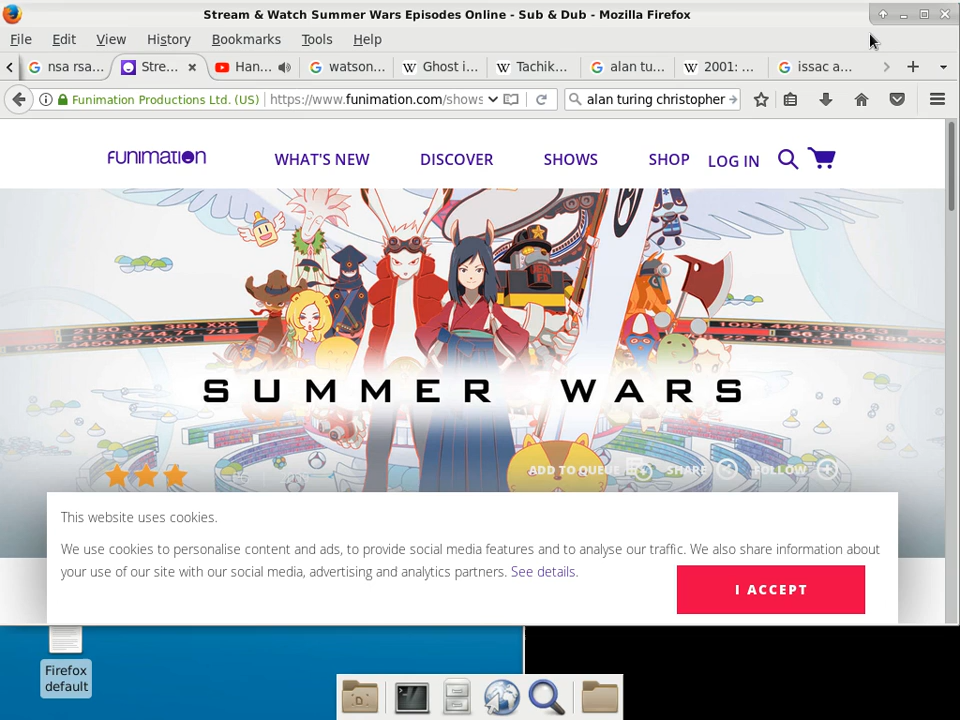 Stream & Watch Summer Wars Episodes Online - Sub & Dub - Mozilla Firefox
File Edit View History Bookmarks Tools Help
nsa rsa... Stre... Han... watson... Ghost i... Tachik... alan tu... 2001: ... issac a...
Funimation Productions Ltd. (US) https://www.funimation.com/shows alan turing christopher
FUNIMATION WHAT'S NEW DISCOVER SHOWS SHOP LOG IN
SUMMER WARS
ADD TO QUEUE SHARE FOLLOW
This website uses cookies.
We use cookies to personalise content and ads, to provide social media features and to analyse our traffic. We also share information about
your use of our site with our social media, advertising and analytics partners. See details.
I ACCEPT
Firefox
default